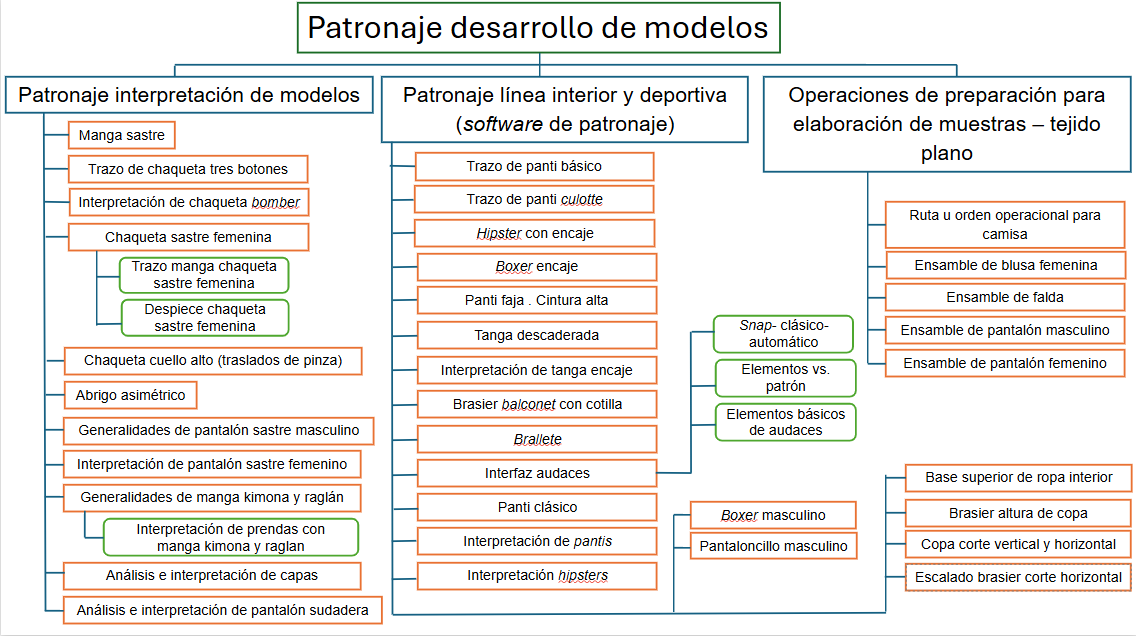 Patronaje desarrollo de modelos
Patronaje interpretación de modelos
Manga sastre
Trazo de chaqueta tres botones
Interpretación de chaqueta bomber
Chaqueta sastre femenina
Trazo manga chaqueta
sastre femenina
Despiece chaqueta
sastre femenina
Chaqueta cuello alto (traslados de pinza)
Abrigo asimétrico
Generalidades de pantalón sastre masculino
Interpretación de pantalón sastre femenino
Generalidades de manga kimona y raglán
Interpretación de prendas con
manga kimona y raglan
Análisis e interpretación de capas
Análisis e interpretación de pantalón sudadera
Patronaje línea interior y deportiva
(software de patronaje)
Trazo de panti básico
Trazo de panti culotte
Hipster con encaje
Boxer encaje
Panti faja . Cintura alta
Tanga descaderada
Interpretación de tanga encaje
Brasier balconet con cotilla
Brallete
Interfaz audaces
Snap- clásico-
automático
Elementos vs.
patrón
Elementos básicos
de audaces
Panti clásico
Interpretación de pantis
Interpretación hipsters
Boxer masculino
Pantaloncillo masculino
Base superior de ropa interior
Brasier altura de copa
Copa corte vertical y horizontal
Escalado brasier corte horizontal
Operaciones de preparación para
elaboración de muestras – tejido
plano
Ruta u orden operacional para
camisa
Ensamble de blusa femenina
Ensamble de falda
Ensamble de pantalón masculino
Ensamble de pantalón femenino